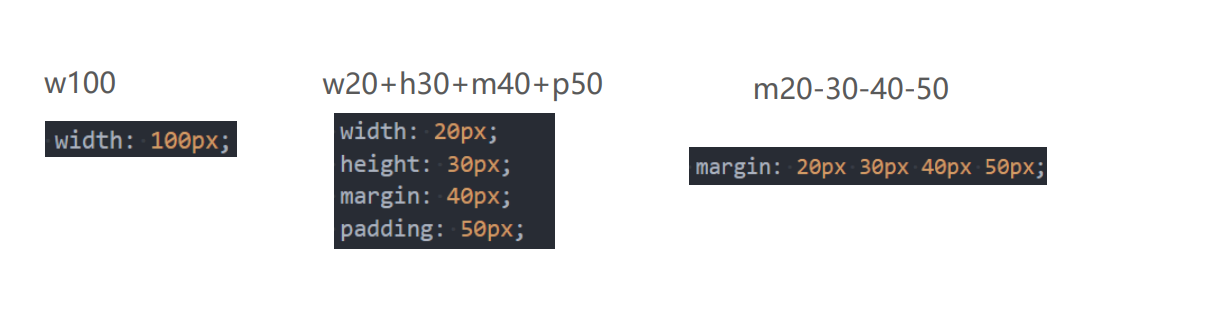 w100
width: 100px;
w20+h30+m40+p50
width: 20px;
height: 30px;
margin: 40px;
padding: 50px;
m20-30-40-50
margin: 20px 30px 40px 50px;